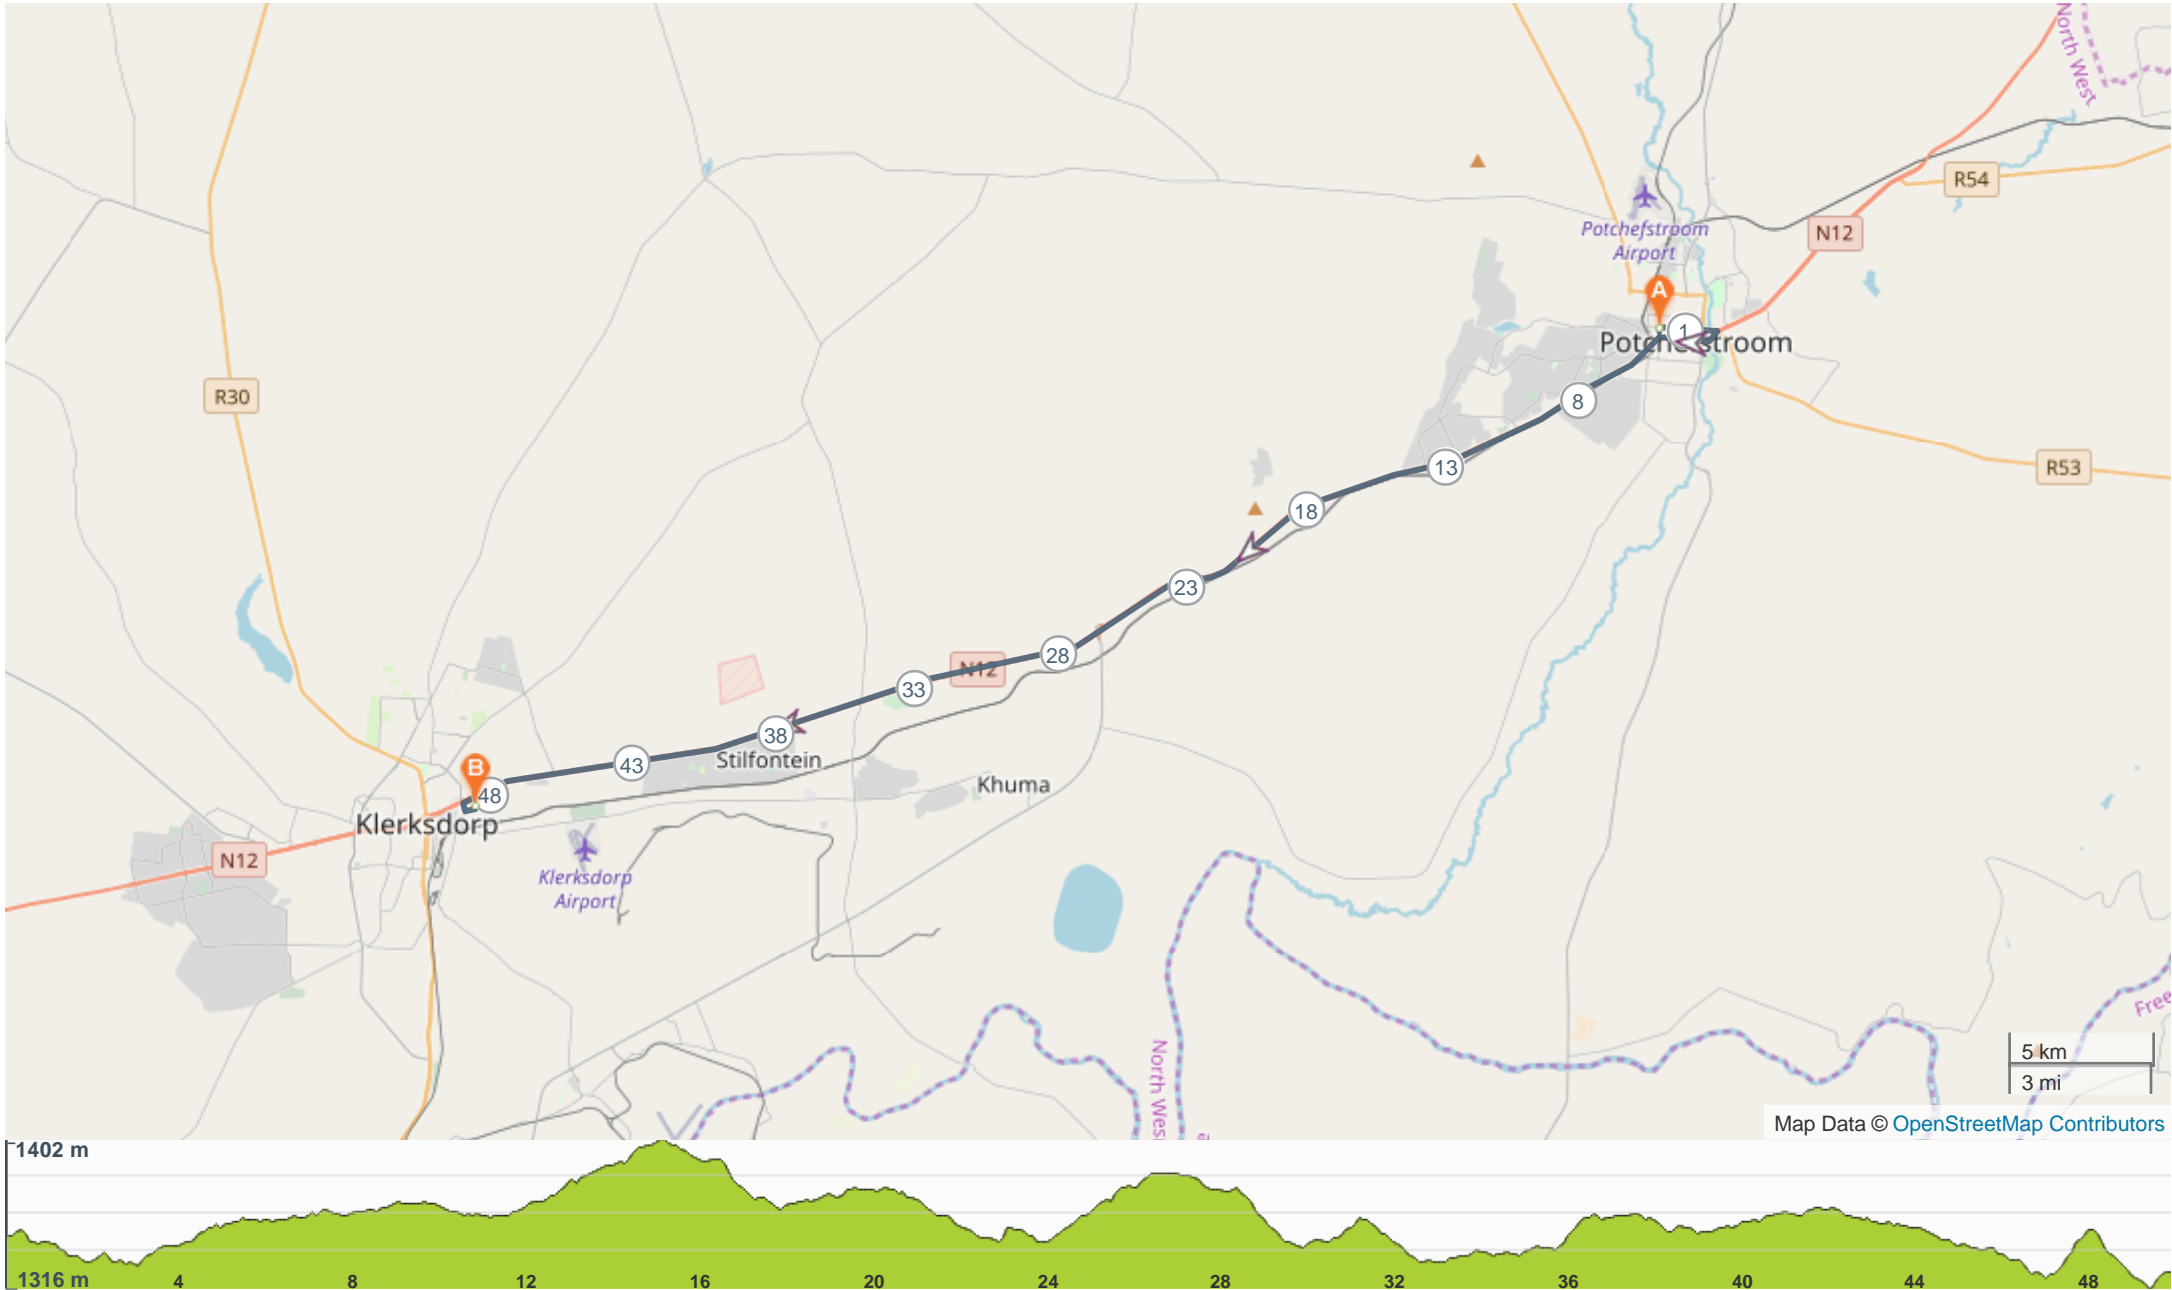 North West
R54
N12
Potchefstroom
Airport
A
1
Potchefstroom
R30
8
13
R53
18
23
28
N12
33
38
Stilfontein
43
Khuma
B
48
Klerksdorp
N12
Klerksdorp
Airport
North Wes
Free
5 km
3 mi
Map Data © OpenStreetMap Contributors
1402 m
1316 m
4
8
12
16
20
24
28
32
36
40
44
48